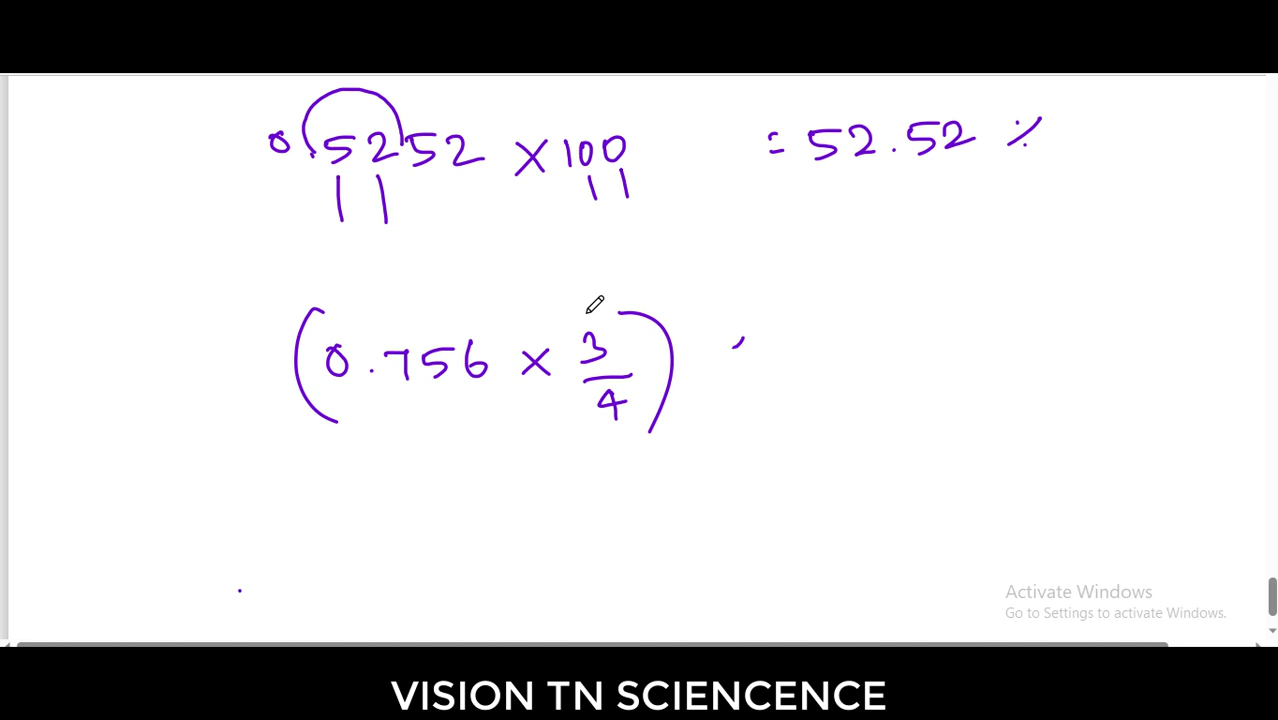 0.5252 × 100 = 52.52 %
(0.756 × 3/4)
Activate Windows
Go to Settings to activate Windows.
VISION TN SCIENCENCE